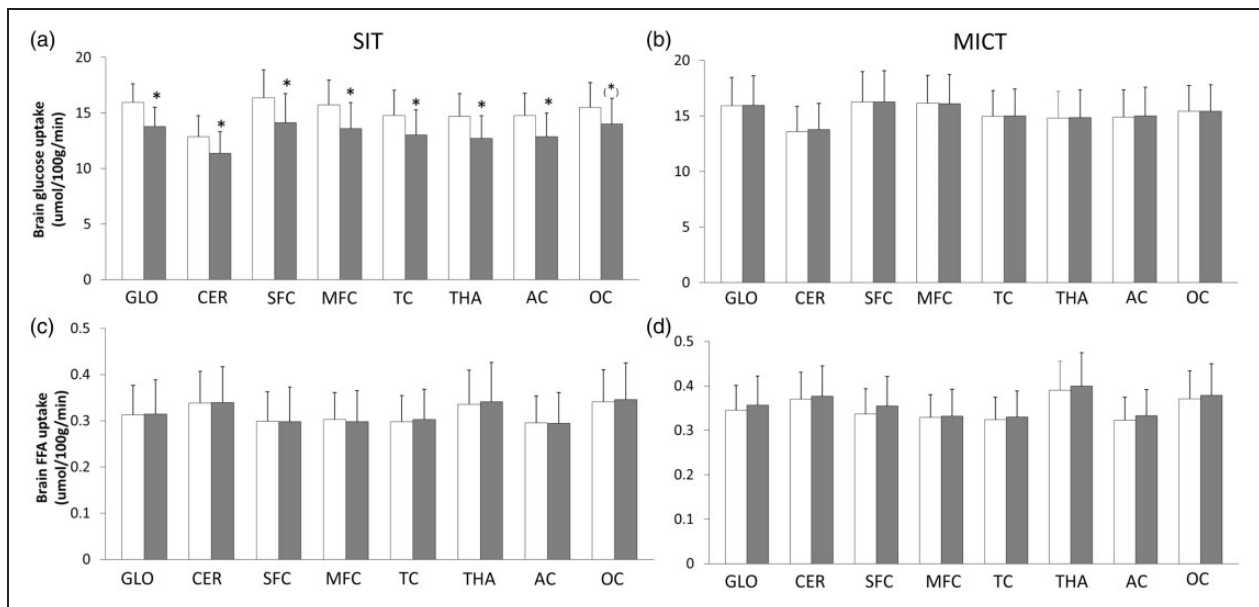 (a) SIT
20
15
10
5
0
Brain glucose uptake
(umol/100g/min)
* * * * * * * (*)
GLO CER SFC MFC TC THA AC OC
(b) MICT
20
15
10
5
0
GLO CER SFC MFC TC THA AC OC
(c)
0.5
0.4
0.3
0.2
0.1
0
Brain FFA uptake
(umol/100g/min)
GLO CER SFC MFC TC THA AC OC
(d)
0.5
0.4
0.3
0.2
0.1
0
GLO CER SFC MFC TC THA AC OC